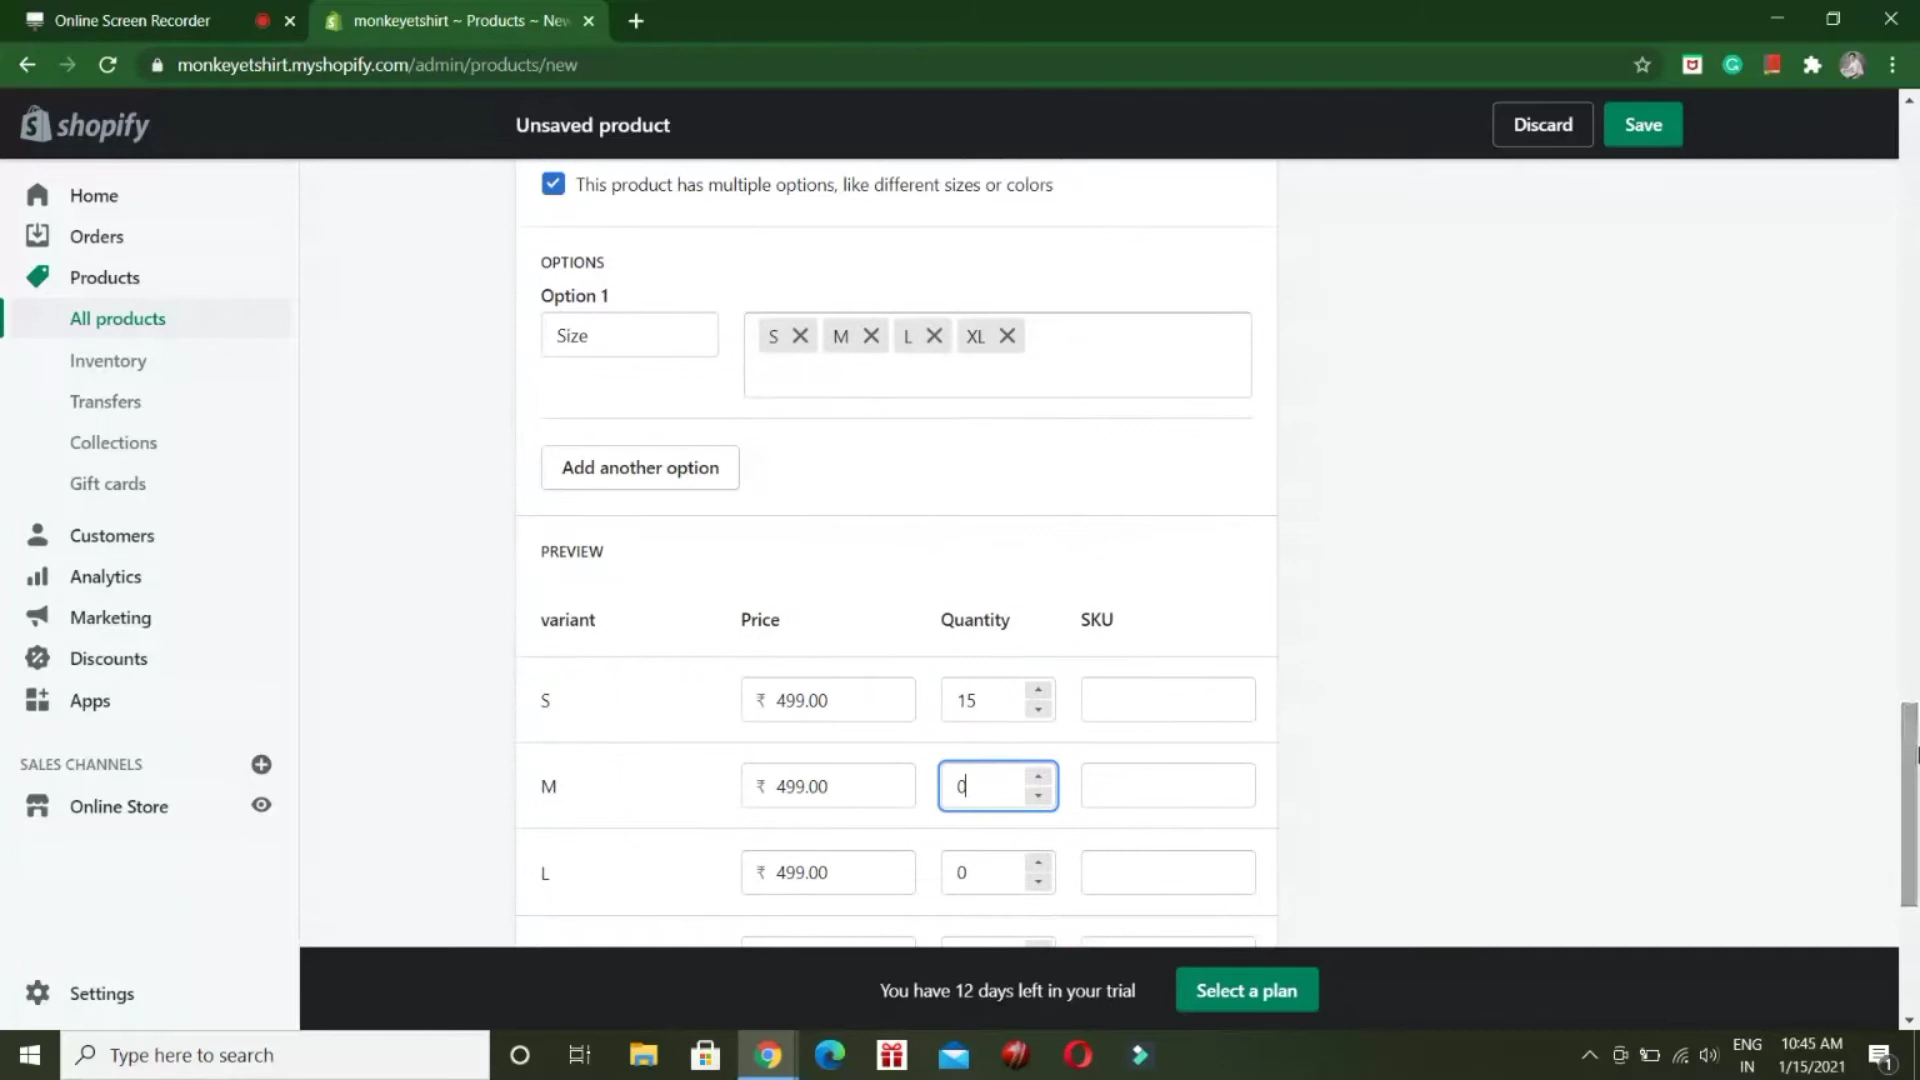 Online Screen Recorder
monkeyetshirt ~ Products ~ New
monkeyetshirt.myshopify.com/admin/products/new
shopify
Unsaved product
Discard
Save
Home
Orders
Products
All products
Inventory
Transfers
Collections
Gift cards
Customers
Analytics
Marketing
Discounts
Apps
SALES CHANNELS
Online Store
Settings
This product has multiple options, like different sizes or colors
OPTIONS
Option 1
Size
S M L XL
Add another option
PREVIEW
variant Price Quantity SKU
S ₹ 499.00 15
M ₹ 499.00 0
L ₹ 499.00 0
You have 12 days left in your trial
Select a plan
Type here to search
ENG
IN
10:45 AM
1/15/2021
1